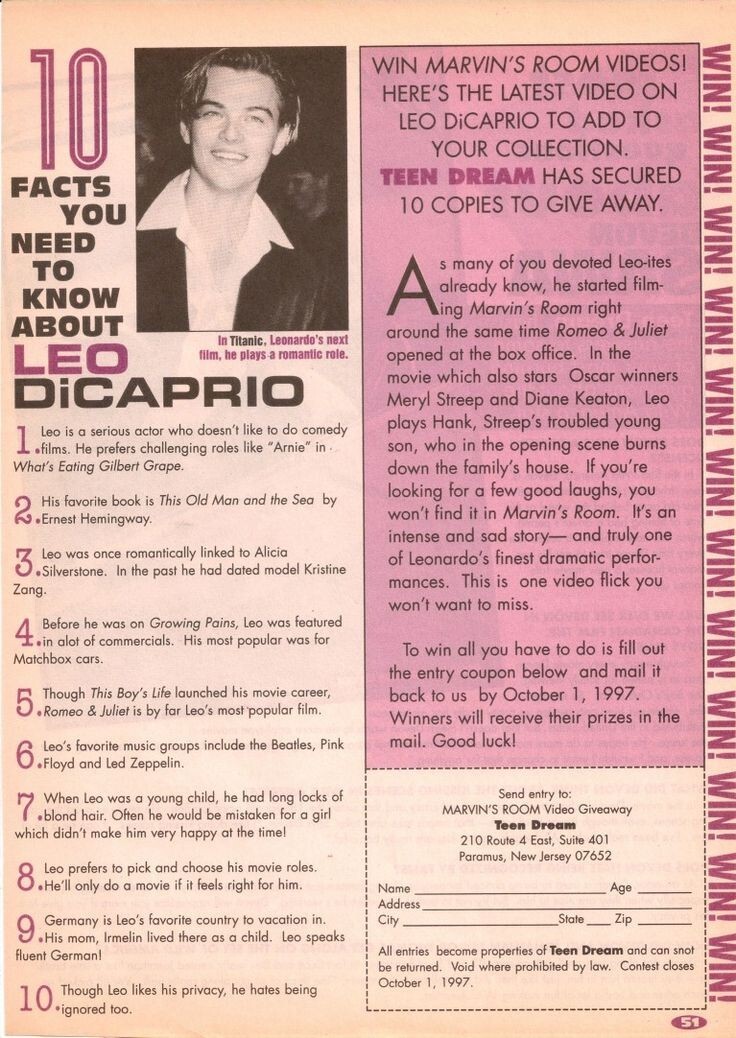 10
FACTS
YOU
NEED
TO
KNOW
ABOUT
LEO
DiCAPRIO
In Titanic, Leonardo's next
film, he plays a romantic role.
1. Leo is a serious actor who doesn't like to do comedy
films. He prefers challenging roles like "Arnie" in
What's Eating Gilbert Grape.
2. His favorite book is This Old Man and the Sea by
Ernest Hemingway.
3. Leo was once romantically linked to Alicia
Silverstone. In the past he had dated model Kristine
Zang.
4. Before he was on Growing Pains, Leo was featured
in alot of commercials. His most popular was for
Matchbox cars.
5. Though This Boy's Life launched his movie career,
Romeo & Juliet is by far Leo's most popular film.
6. Leo's favorite music groups include the Beatles, Pink
Floyd and Led Zeppelin.
7. When Leo was a young child, he had long locks of
blond hair. Often he would be mistaken for a girl
which didn't make him very happy at the time!
8. Leo prefers to pick and choose his movie roles.
He'll only do a movie if it feels right for him.
9. Germany is Leo's favorite country to vacation in.
His mom, Irmelin lived there as a child. Leo speaks
fluent German!
10. Though Leo likes his privacy, he hates being
ignored too.
WIN MARVIN'S ROOM VIDEOS!
HERE'S THE LATEST VIDEO ON
LEO DiCAPRIO TO ADD TO
YOUR COLLECTION.
TEEN DREAM HAS SECURED
10 COPIES TO GIVE AWAY.
As many of you devoted Leo-ites
already know, he started film-
ing Marvin's Room right
around the same time Romeo & Juliet
opened at the box office. In the
movie which also stars Oscar winners
Meryl Streep and Diane Keaton, Leo
plays Hank, Streep's troubled young
son, who in the opening scene burns
down the family's house. If you're
looking for a few good laughs, you
won't find it in Marvin's Room. It's an
intense and sad story— and truly one
of Leonardo's finest dramatic perfor-
mances. This is one video flick you
won't want to miss.
To win all you have to do is fill out
the entry coupon below and mail it
back to us by October 1, 1997.
Winners will receive their prizes in the
mail. Good luck!
Send entry to:
MARVIN'S ROOM Video Giveaway
Teen Dream
210 Route 4 East, Suite 401
Paramus, New Jersey 07652
Name Age
Address
City State Zip
All entries become properties of Teen Dream and can snot
be returned. Void where prohibited by law. Contest closes
October 1, 1997.
WIN! WIN! WIN! WIN! WIN! WIN! WIN! WIN! WIN! WIN! WIN! WIN! WIN!
51